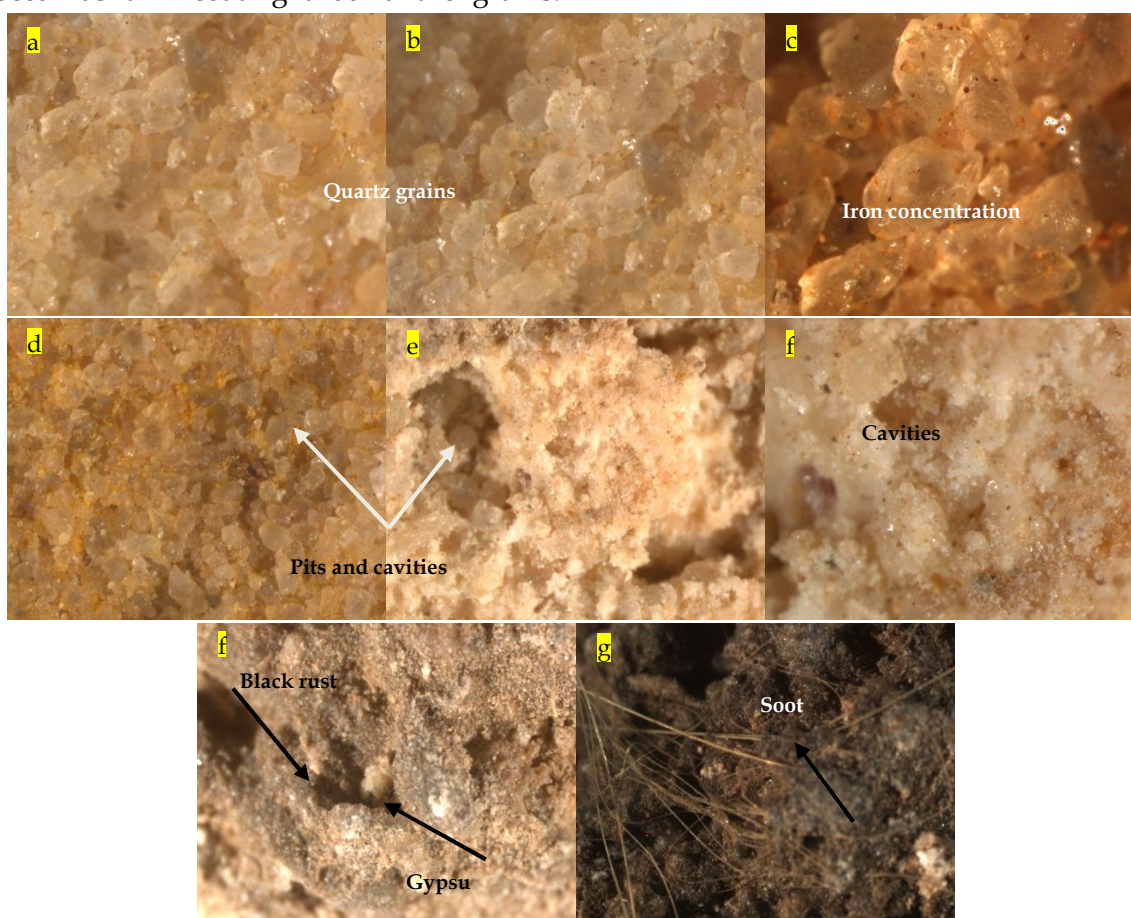 a
b
c
Quartz grains
Iron concentration
d
e
f
Cavities
Pits and cavities
f
Black rust
Gypsu
g
Soot